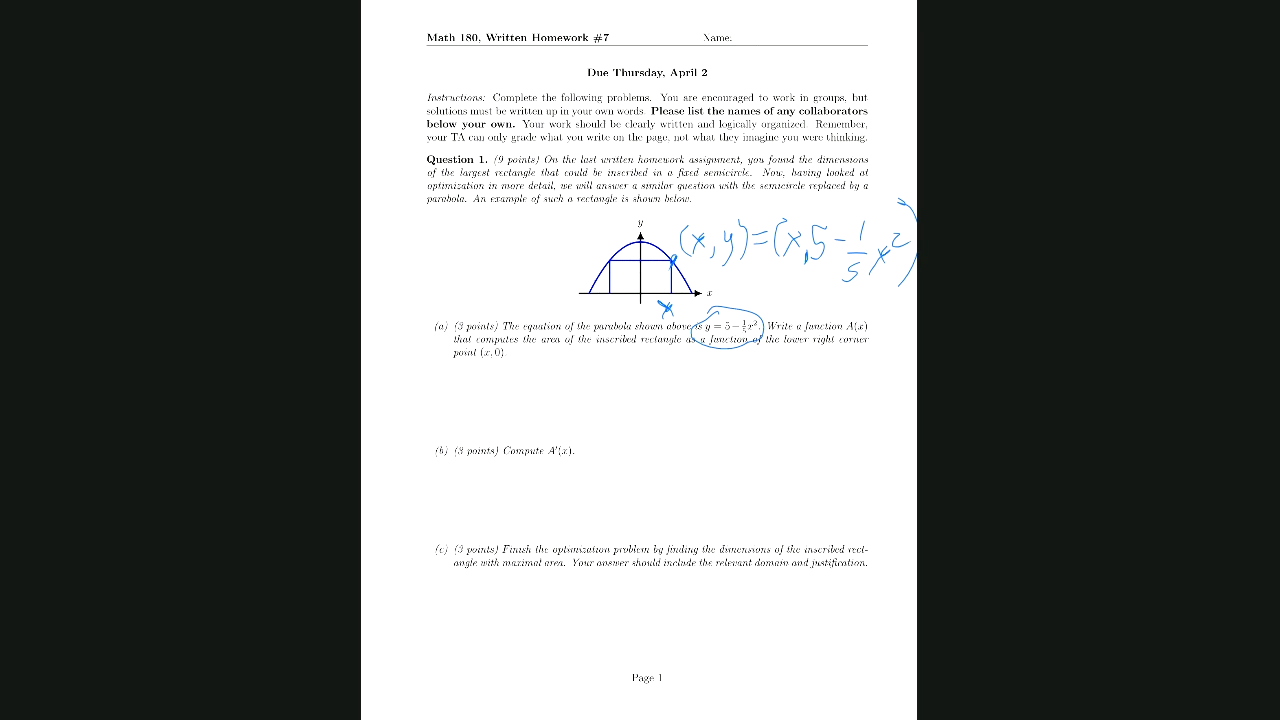 Math 180, Written Homework #7 Name:
Due Thursday, April 2
Instructions: Complete the following problems. You are encouraged to work in groups, but
solutions must be written up in your own words. Please list the names of any collaborators
below your own. Your work should be clearly written and logically organized. Remember,
your TA can only grade what you write on the page, not what they imagine you were thinking.
Question 1. (9 points) On the last written homework assignment, you found the dimensions
of the largest rectangle that could be inscribed in a fixed semicircle. Now, having looked at
optimization in more detail, we will answer a similar question with the semicircle replaced by a
parabola. An example of such a rectangle is shown below.
y
(x, y) = (x, 5 - 1/5 x²)
x
x
(a) (3 points) The equation of the parabola shown above is y = 5 − 1/5 x². Write a function A(x)
that computes the area of the inscribed rectangle as a function of the lower right corner
point (x, 0).
(b) (3 points) Compute A′(x).
(c) (3 points) Finish the optimization problem by finding the dimensions of the inscribed rect-
angle with maximal area. Your answer should include the relevant domain and justification.
Page 1